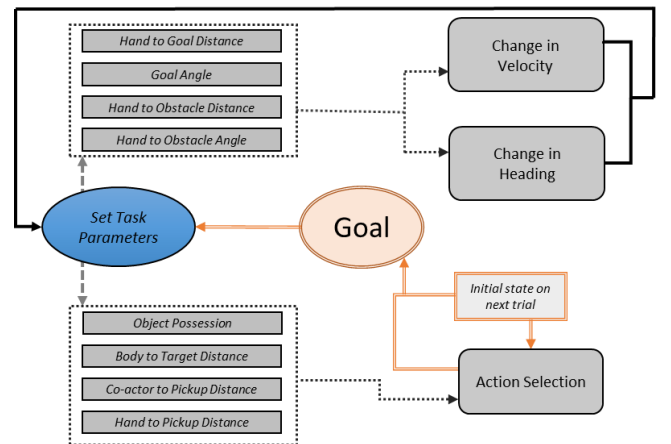 Hand to Goal Distance
Goal Angle
Hand to Obstacle Distance
Hand to Obstacle Angle
Change in
Velocity
Change in
Heading
Set Task
Parameters
Goal
Initial state on
next trial
Object Possession
Body to Target Distance
Co-actor to Pickup Distance
Hand to Pickup Distance
Action Selection